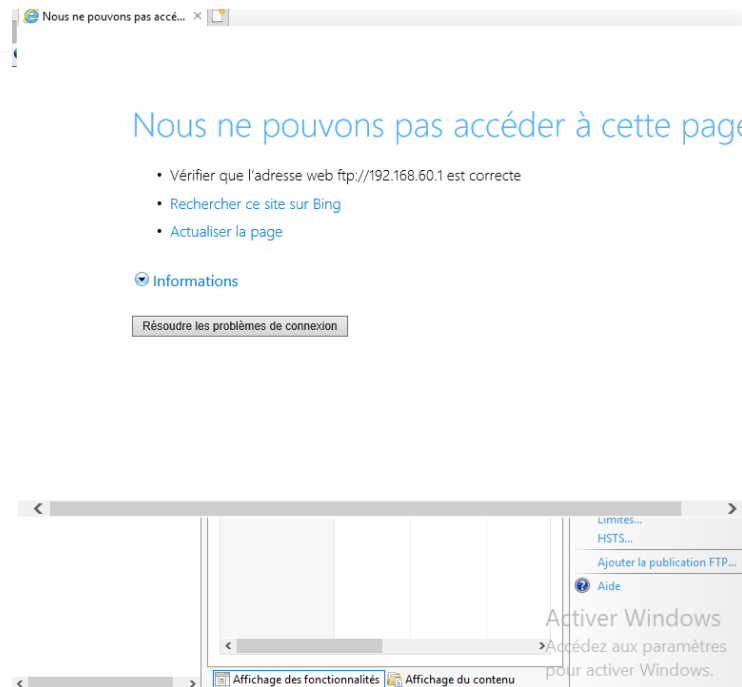 Nous ne pouvons pas accé...
Nous ne pouvons pas accéder à cette page
Vérifier que l'adresse web ftp://192.168.60.1 est correcte
Rechercher ce site sur Bing
Actualiser la page
Informations
Résoudre les problèmes de connexion
Limites...
HSTS...
Ajouter la publication FTP...
Aide
Activer Windows
Accédez aux paramètres
pour activer Windows.
Affichage des fonctionnalités
Affichage du contenu